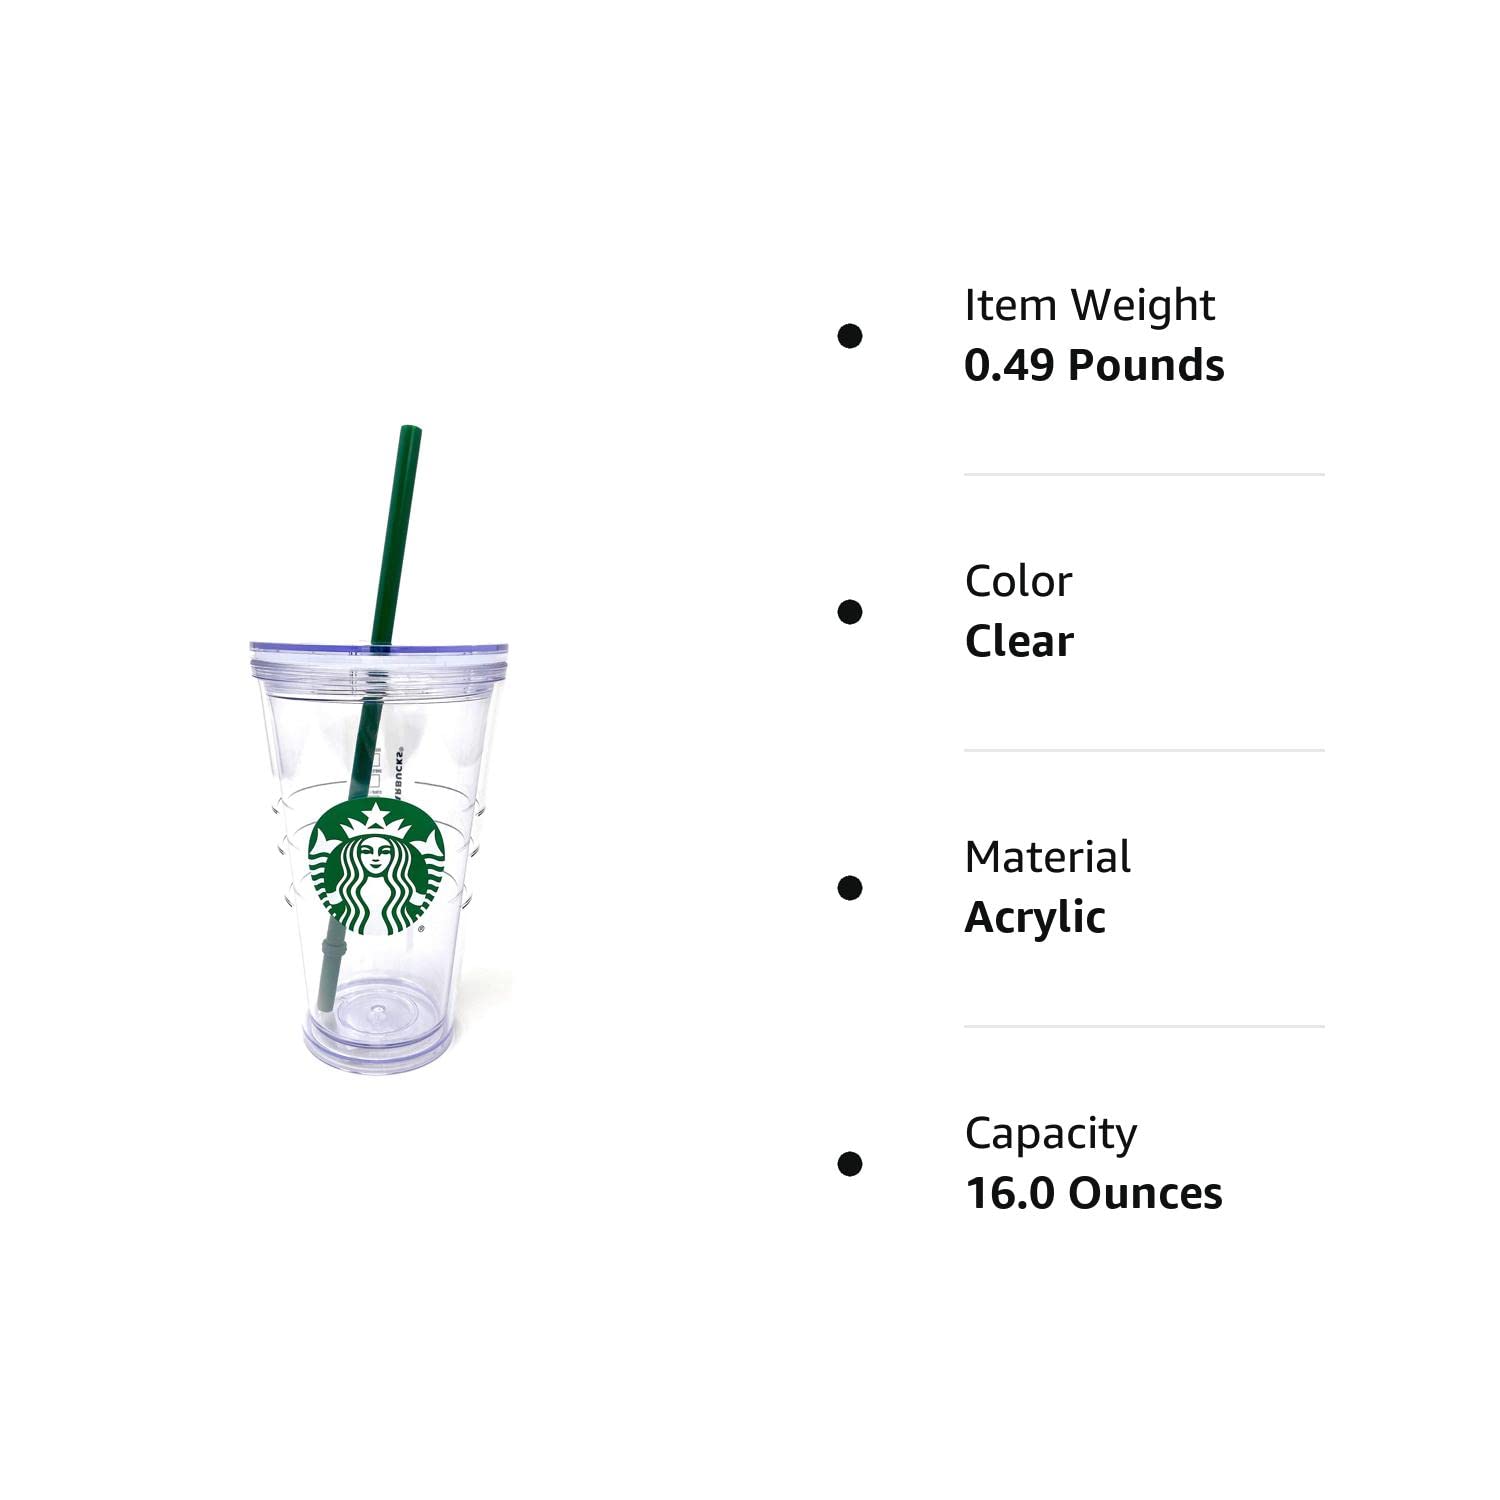 Item Weight
0.49 Pounds
Color
Clear
Material
Acrylic
Capacity
16.0 Ounces
®